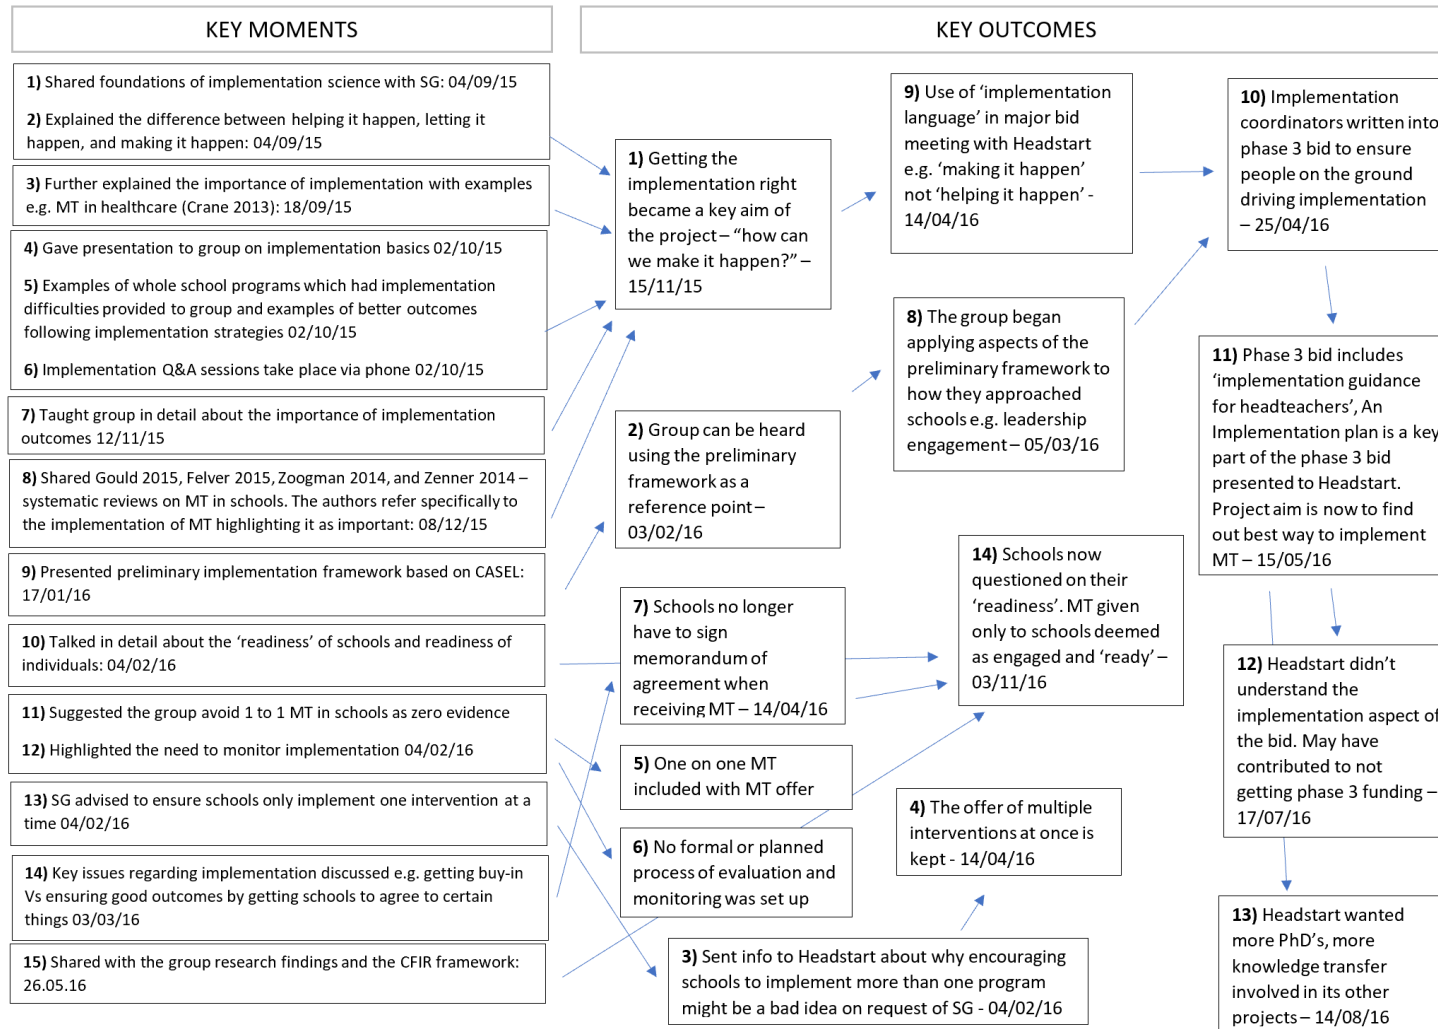 KEY MOMENTS
KEY OUTCOMES
1) Shared foundations of implementation science with SG: 04/09/15
2) Explained the difference between helping it happen, letting it
happen, and making it happen: 04/09/15
3) Further explained the importance of implementation with examples
e.g. MT in healthcare (Crane 2013): 18/09/15
4) Gave presentation to group on implementation basics 02/10/15
5) Examples of whole school programs which had implementation
difficulties provided to group and examples of better outcomes
following implementation strategies 02/10/15
6) Implementation Q&A sessions take place via phone 02/10/15
7) Taught group in detail about the importance of implementation
outcomes 12/11/15
8) Shared Gould 2015, Felver 2015, Zoogman 2014, and Zenner 2014 –
systematic reviews on MT in schools. The authors refer specifically to
the implementation of MT highlighting it as important: 08/12/15
9) Presented preliminary implementation framework based on CASEL:
17/01/16
10) Talked in detail about the ‘readiness’ of schools and readiness of
individuals: 04/02/16
11) Suggested the group avoid 1 to 1 MT in schools as zero evidence
12) Highlighted the need to monitor implementation 04/02/16
13) SG advised to ensure schools only implement one intervention at a
time 04/02/16
14) Key issues regarding implementation discussed e.g. getting buy-in
Vs ensuring good outcomes by getting schools to agree to certain
things 03/03/16
15) Shared with the group research findings and the CFIR framework:
26.05.16
1) Getting the
implementation right
became a key aim of
the project – “how can
we make it happen?” –
15/11/15
2) Group can be heard
using the preliminary
framework as a
reference point –
03/02/16
7) Schools no longer
have to sign
memorandum of
agreement when
receiving MT – 14/04/16
5) One on one MT
included with MT offer
6) No formal or planned
process of evaluation and
monitoring was set up
3) Sent info to Headstart about why encouraging
schools to implement more than one program
might be a bad idea on request of SG - 04/02/16
9) Use of ‘implementation
language’ in major bid
meeting with Headstart
e.g. ‘making it happen’
not ‘helping it happen’ -
14/04/16
8) The group began
applying aspects of the
preliminary framework to
how they approached
schools e.g. leadership
engagement – 05/03/16
14) Schools now
questioned on their
‘readiness’. MT given
only to schools deemed
as engaged and ‘ready’ –
03/11/16
4) The offer of multiple
interventions at once is
kept - 14/04/16
10) Implementation
coordinators written into
phase 3 bid to ensure
people on the ground
driving implementation
– 25/04/16
11) Phase 3 bid includes
‘implementation guidance
for headteachers’, An
Implementation plan is a key
part of the phase 3 bid
presented to Headstart.
Project aim is now to find
out best way to implement
MT – 15/05/16
12) Headstart didn’t
understand the
implementation aspect of
the bid. May have
contributed to not
getting phase 3 funding –
17/07/16
13) Headstart wanted
more PhD’s, more
knowledge transfer
involved in its other
projects – 14/08/16